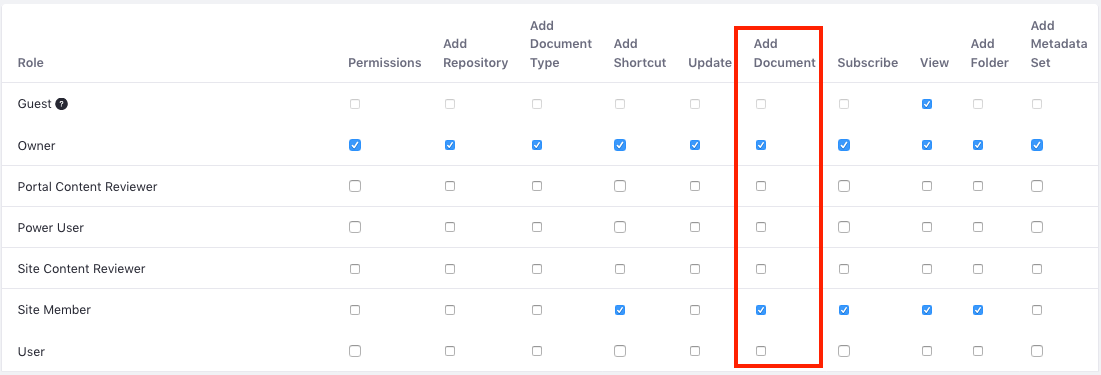 Role
Permissions
Add
Repository
Add
Document
Type
Add
Shortcut
Update
Add
Document
Subscribe
View
Add
Folder
Add
Metadata
Set
Guest ?
Owner
Portal Content Reviewer
Power User
Site Content Reviewer
Site Member
User